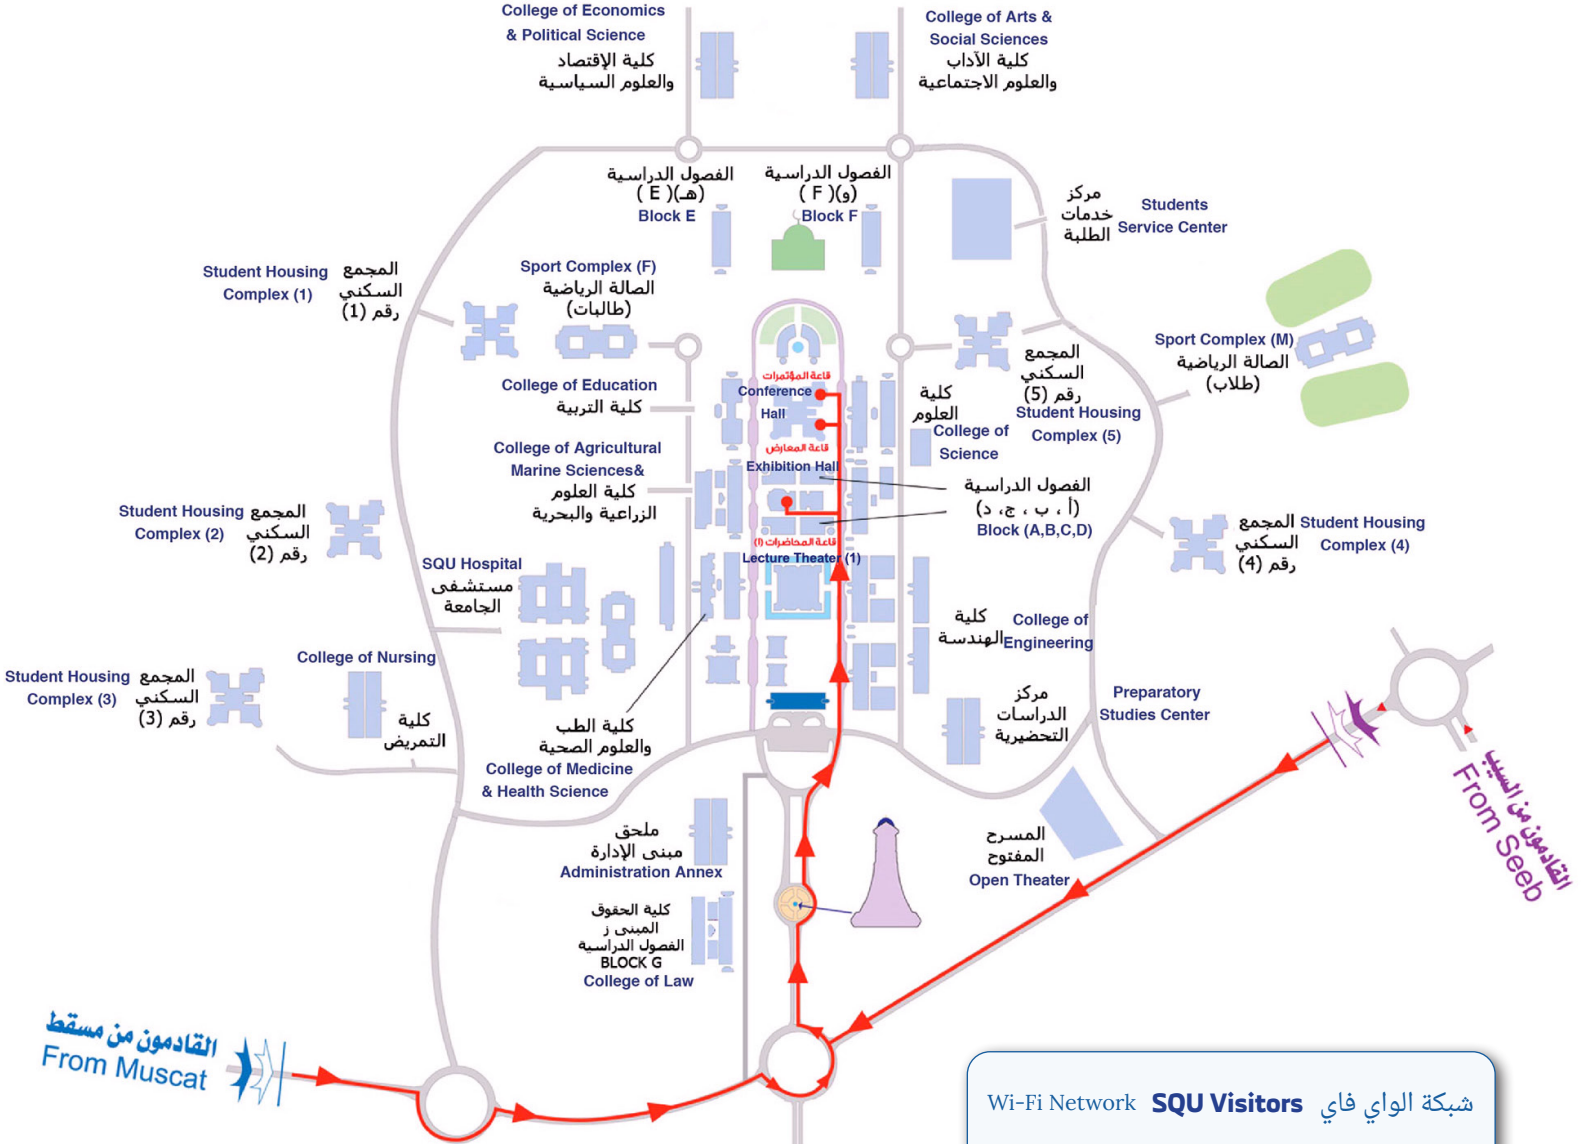 College of Economics
& Political Science
كلية الإقتصاد
والعلوم السياسية
College of Arts &
Social Sciences
كلية الآداب
والعلوم الاجتماعية
الفصول الدراسية
(هـ)( E )
Block E
الفصول الدراسية
(و)( F )
Block F
مركز
خدمات
الطلبة
Students
Service Center
Student Housing
Complex (1)
المجمع
السكني
رقم (1)
Sport Complex (F)
الصالة الرياضية
(طالبات)
Sport Complex (M)
الصالة الرياضية
(طلاب)
المجمع
السكني
رقم (5)
Student Housing
Complex (5)
قاعة المؤتمرات
Conference
Hall
College of Education
كلية التربية
كلية
العلوم
College of
Science
قاعة المعارض
Exhibition Hall
College of Agricultural
Marine Sciences&
كلية العلوم
الزراعية والبحرية
الفصول الدراسية
(أ ، ب ، ج، د)
Block (A,B,C,D)
Student Housing
Complex (2)
المجمع
السكني
رقم (2)
المجمع
السكني
رقم (4)
Student Housing
Complex (4)
قاعة المحاضرات (١)
Lecture Theater (1)
SQU Hospital
مستشفى
الجامعة
كلية
الهندسة
College of
Engineering
Student Housing
Complex (3)
المجمع
السكني
رقم (3)
College of Nursing
كلية
التمريض
كلية الطب
والعلوم الصحية
College of Medicine
& Health Science
مركز
الدراسات
التحضيرية
Preparatory
Studies Center
القادمون من السيب
From Seeb
ملحق
مبنى الإدارة
Administration Annex
المسرح
المفتوح
Open Theater
كلية الحقوق
المبنى ز
الفصول الدراسية
BLOCK G
College of Law
القادمون من مسقط
From Muscat
Wi-Fi Network SQU Visitors شبكة الواي فاي